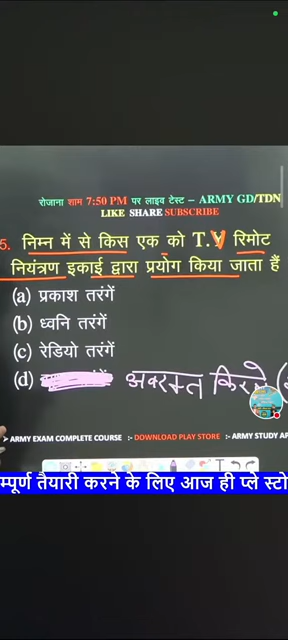 रोजाना शाम 7:50 PM पर लाइव टेस्ट – ARMY GD/TDN
LIKE SHARE SUBSCRIBE
5. निम्न में से किस एक को T.V रिमोट
नियंत्रण इकाई द्वारा प्रयोग किया जाता हैं
(a) प्रकाश तरंगें
(b) ध्वनि तरंगें
(c) रेडियो तरंगें
(d) अवरक्त किरणे
ARMY EXAM COMPLETE COURSE :- DOWNLOAD PLAY STORE :- ARMY STUDY
म्पूर्ण तैयारी करने के लिए आज ही प्ले स्टो